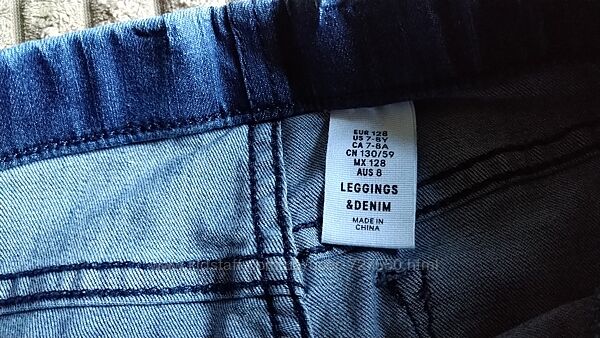 EUR 128
US 7-8Y
CA 7-8A
CN 130/59
MX 128
AUS 8
LEGGINGS
&DENIM
MADE IN
CHINA